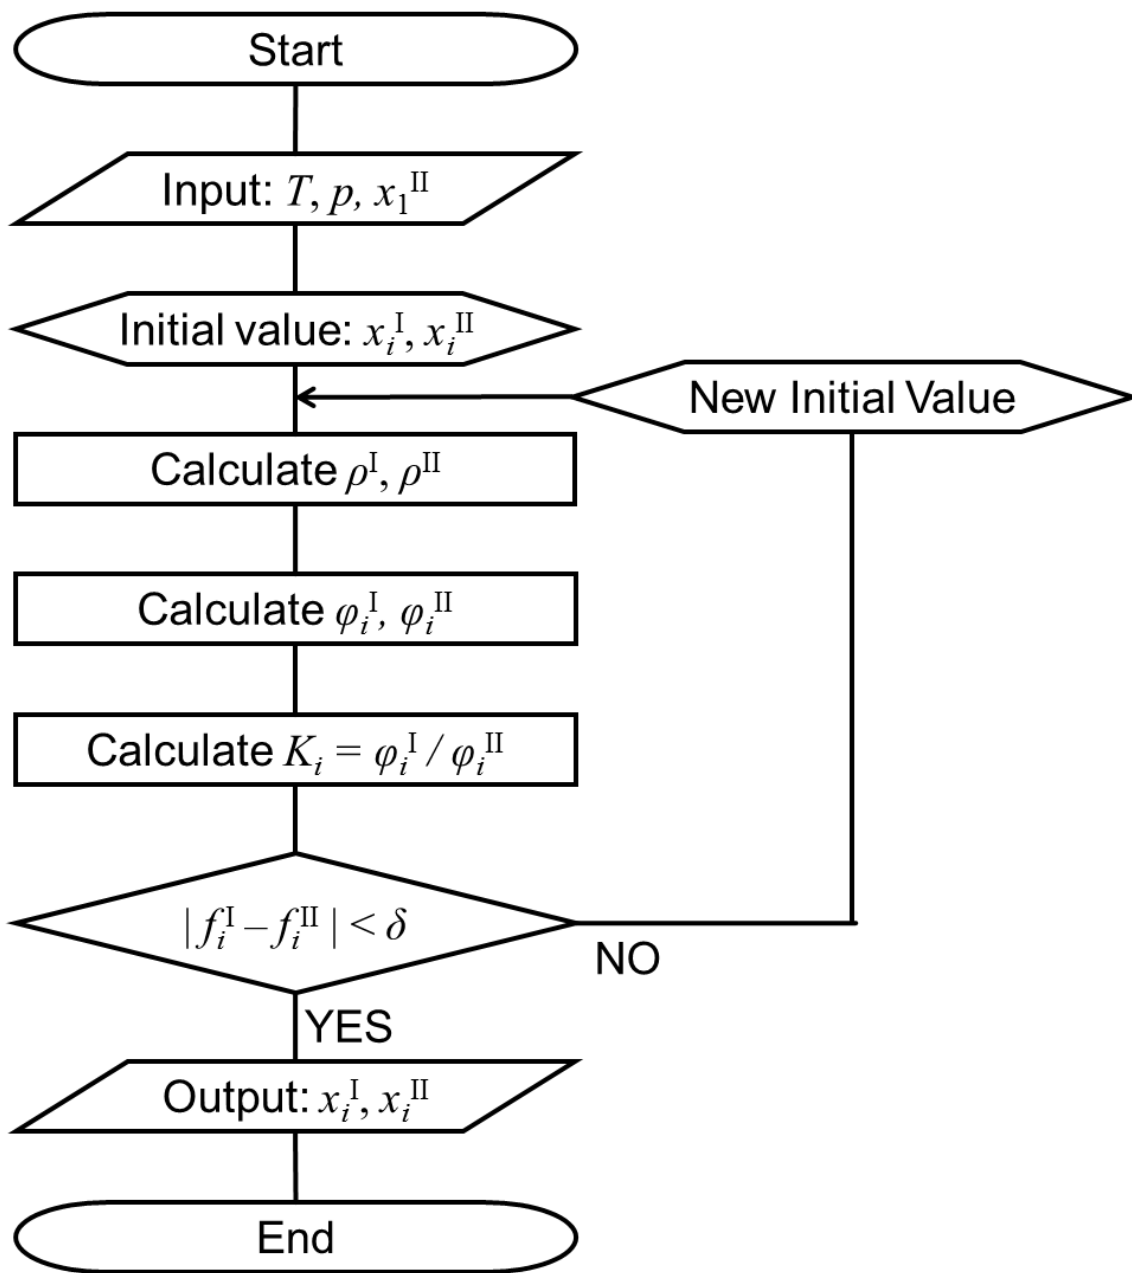 Start
Input: T, p, x₁ᴵᴵ
Initial value: xᵢᴵ, xᵢᴵᴵ
New Initial Value
Calculate ρᴵ, ρᴵᴵ
Calculate φᵢᴵ, φᵢᴵᴵ
Calculate Kᵢ = φᵢᴵ / φᵢᴵᴵ
| fᵢᴵ – fᵢᴵᴵ | < δ
NO
YES
Output: xᵢᴵ, xᵢᴵᴵ
End